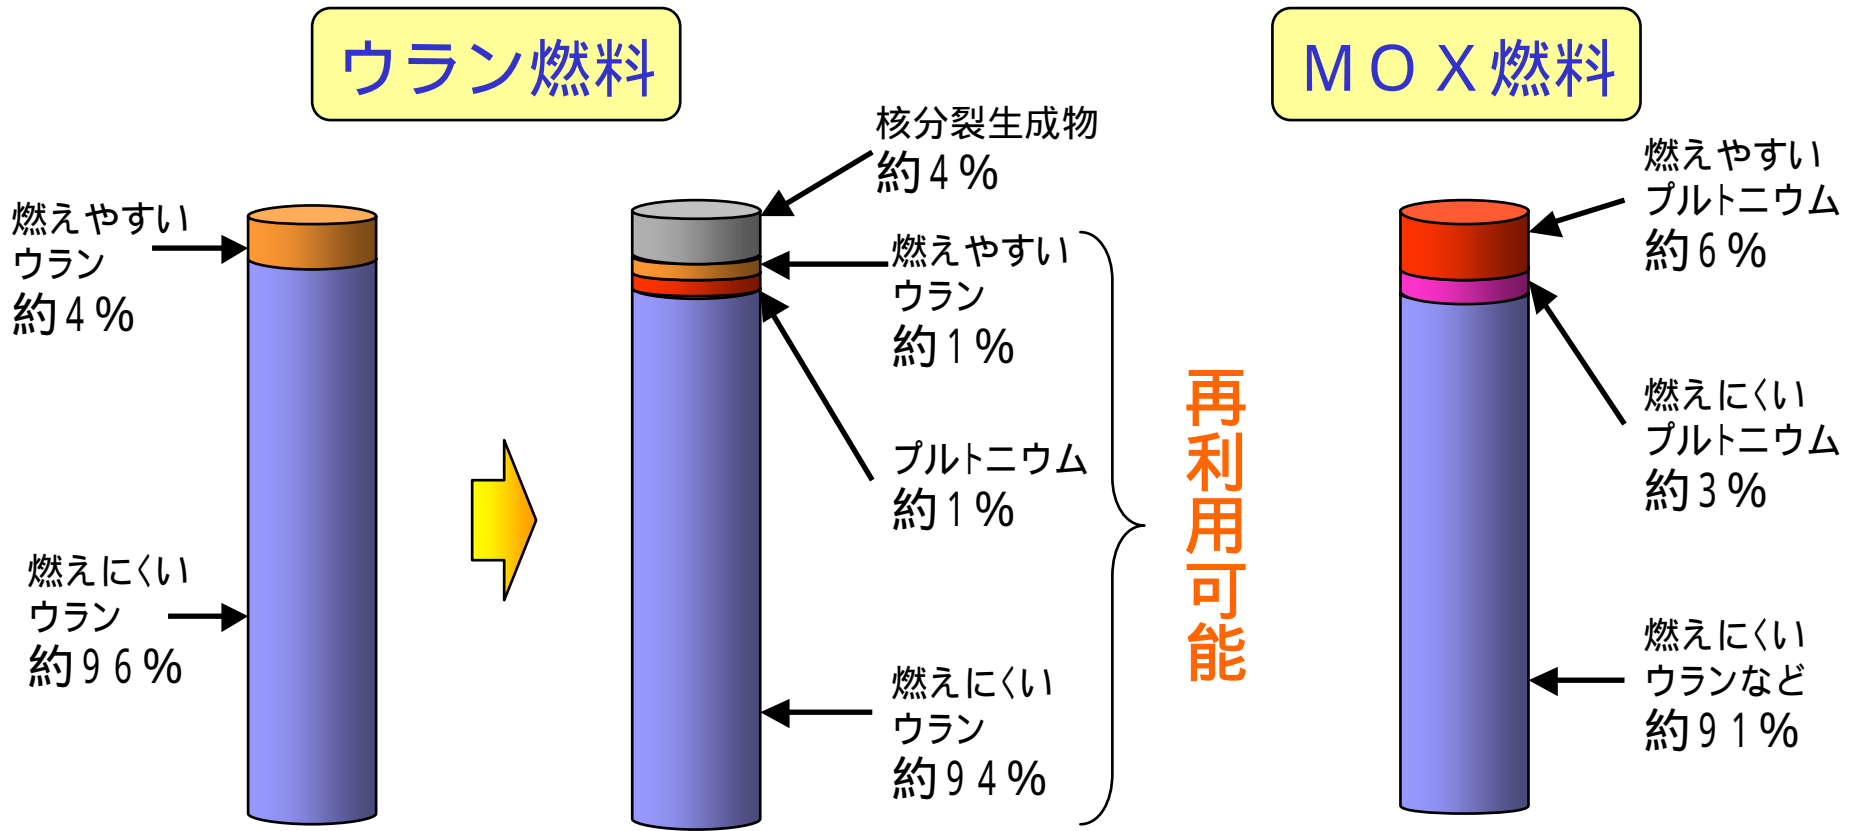 ウラン燃料
MOX燃料
燃えやすい
ウラン
約4%
燃えにくい
ウラン
約96%
核分裂生成物
約4%
燃えやすい
ウラン
約1%
プルトニウム
約1%
燃えにくい
ウラン
約94%
再利用可能
燃えやすい
プルトニウム
約6%
燃えにくい
プルトニウム
約3%
燃えにくい
ウランなど
約91%